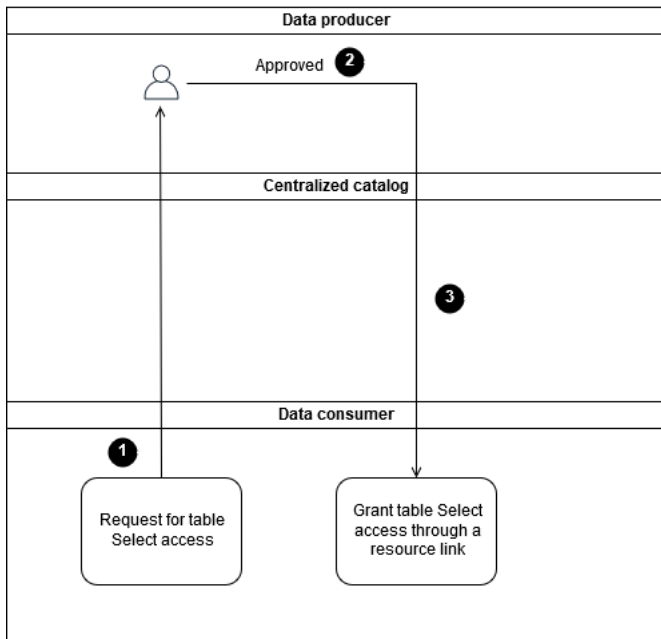 Data producer
Approved 2
Centralized catalog
3
Data consumer
1
Request for table
Select access
Grant table Select
access through a
resource link